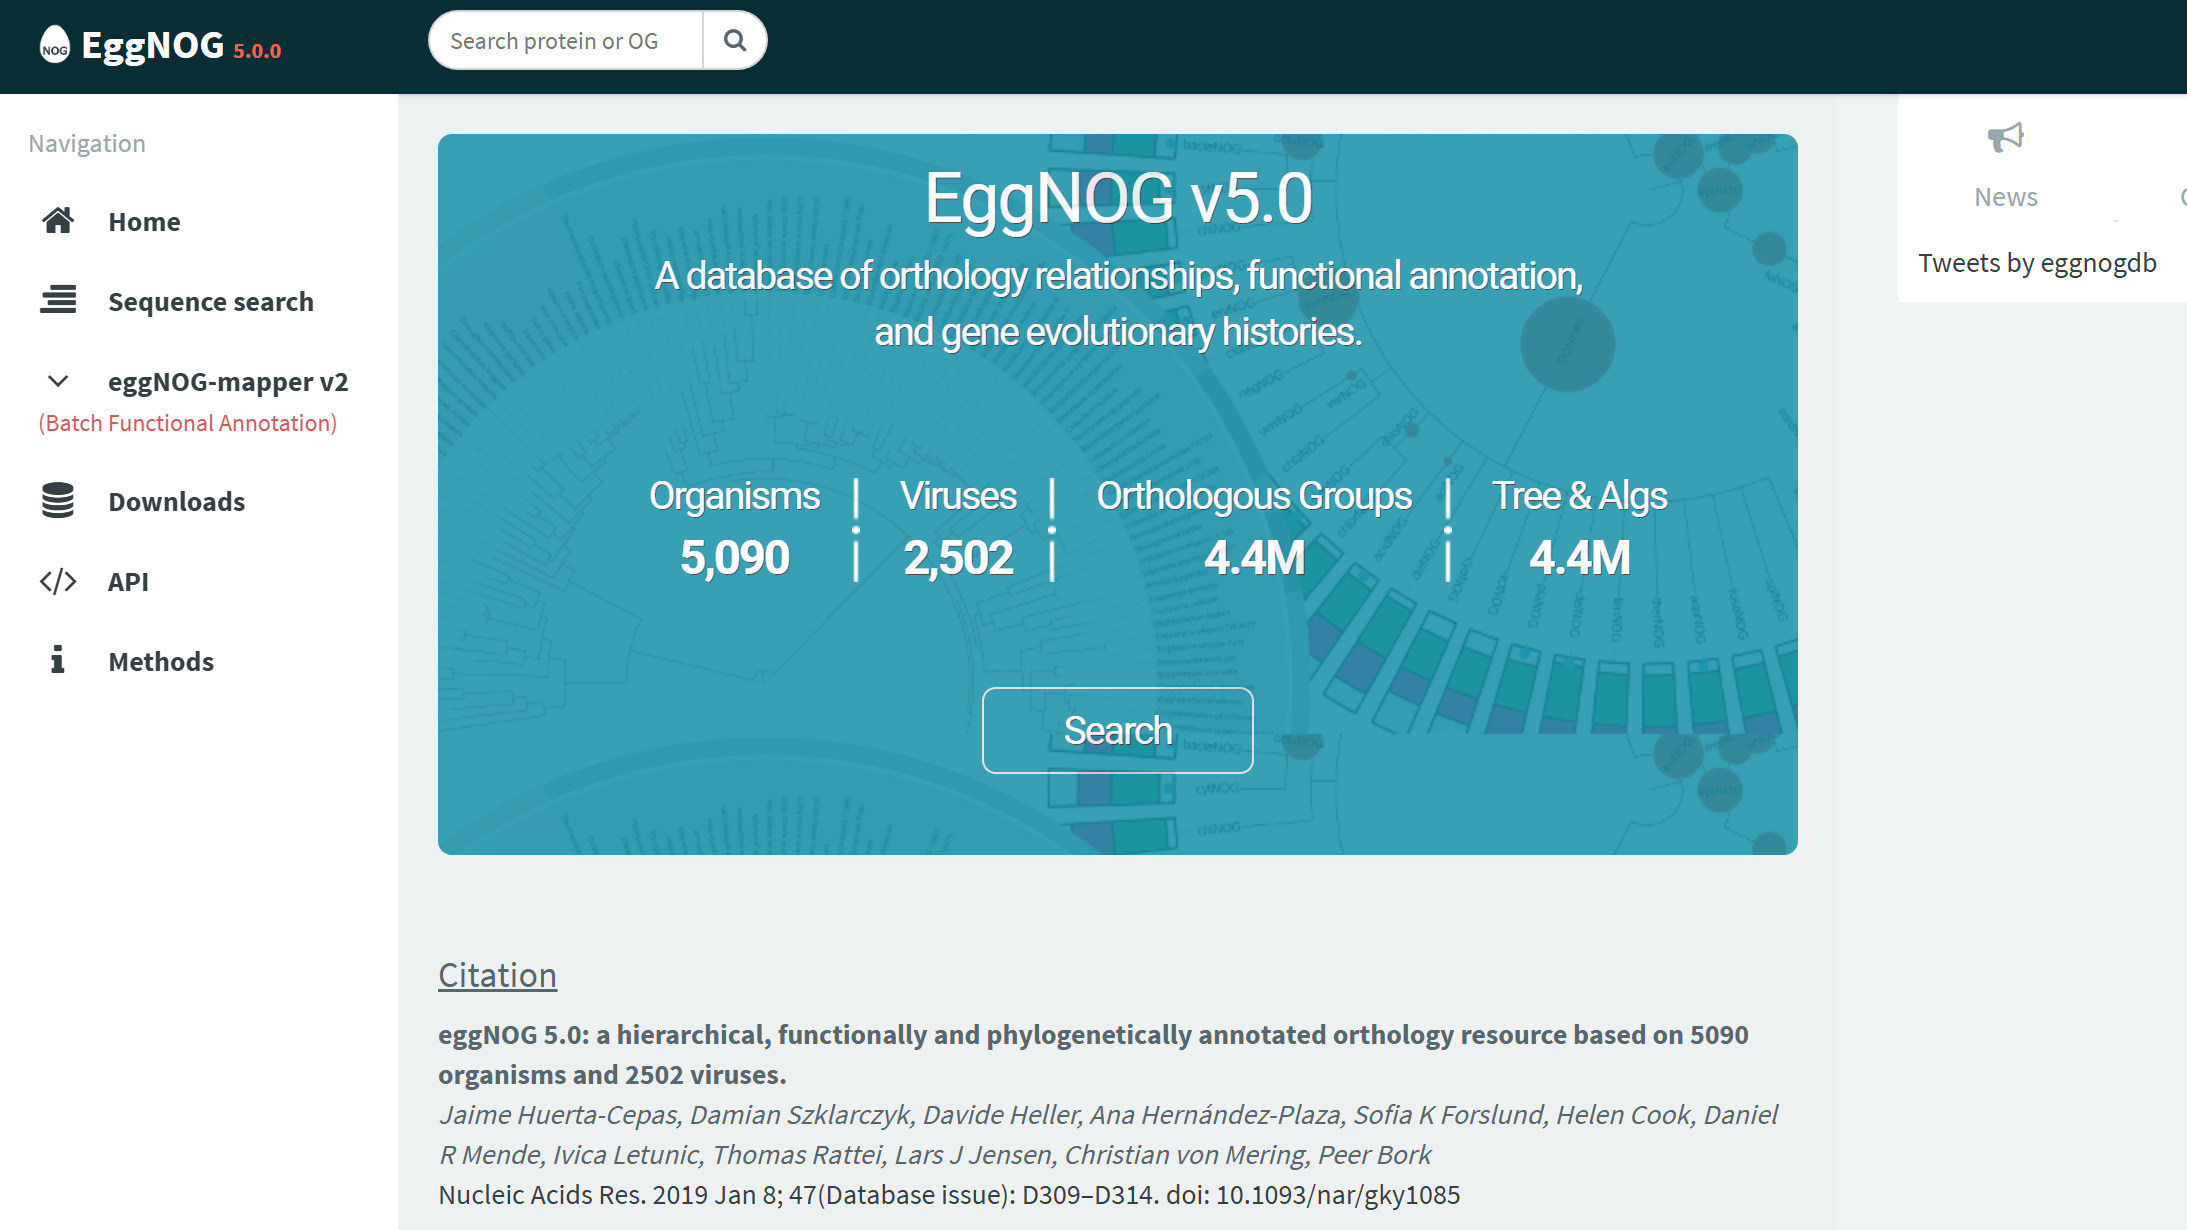 NOG EggNOG 5.0.0
Search protein or OG
Navigation
Home
Sequence search
eggNOG-mapper v2
(Batch Functional Annotation)
Downloads
API
Methods
EggNOG v5.0
A database of orthology relationships, functional annotation,
and gene evolutionary histories.
Organisms
5,090
Viruses
2,502
Orthologous Groups
4.4M
Tree & Algs
4.4M
Search
bacteNOG
cylNOG
chlNOG
News
Tweets by eggnogdb
Citation
eggNOG 5.0: a hierarchical, functionally and phylogenetically annotated orthology resource based on 5090
organisms and 2502 viruses.
Jaime Huerta-Cepas, Damian Szklarczyk, Davide Heller, Ana Hernández-Plaza, Sofia K Forslund, Helen Cook, Daniel
R Mende, Ivica Letunic, Thomas Rattei, Lars J Jensen, Christian von Mering, Peer Bork
Nucleic Acids Res. 2019 Jan 8; 47(Database issue): D309–D314. doi: 10.1093/nar/gky1085